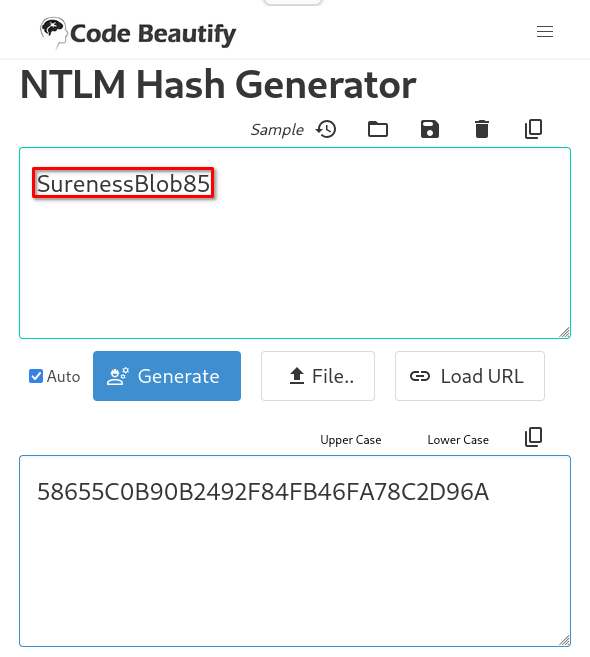 Code Beautify
NTLM Hash Generator
Sample
SurenessBlob85
Auto
Generate
File..
Load URL
Upper Case
Lower Case
58655C0B90B2492F84FB46FA78C2D96A